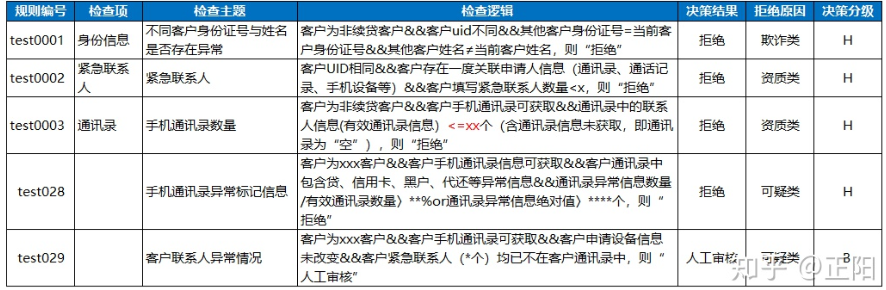 规则编号 检查项 检查主题 检查逻辑 决策结果 拒绝原因 决策分级
test0001 身份信息 不同客户身份证号与姓名是否存在异常 客户为非续贷客户&&客户uid不同&&其他客户身份证号=当前客户身份证号&&其他客户姓名≠当前客户姓名，则“拒绝” 拒绝 欺诈类 H
test0002 紧急联系人 紧急联系人 客户UID相同&&客户存在一度关联申请人信息（通讯录、通话记录、手机设备等）&&客户填写紧急联系人数量<x，则“拒绝” 拒绝 资质类 H
test0003 通讯录 手机通讯录数量 客户为非续贷客户&&客户手机通讯录可获取&&通讯录中的联系人信息(有效通讯录信息）<=xx个（含通讯录信息未获取，即通讯录为“空”），则“拒绝” 拒绝 资质类 H
test028 手机通讯录异常标记信息 客户为xxx客户&&客户手机通讯录信息可获取&&客户通讯录中包含贷、信用卡、黑户、代还等异常信息&&通讯录异常信息数量/有效通讯录数量〉**%or通讯录异常信息绝对值〉****个，则“拒绝” 拒绝 可疑类 H
test029 客户联系人异常情况 客户为xxx客户&&客户手机通讯录可获取&&客户申请设备信息未改变&&客户紧急联系人（*个）均已不在客户通讯录中，则“人工审核” 人工审核 可疑类 B
知乎 @正阳